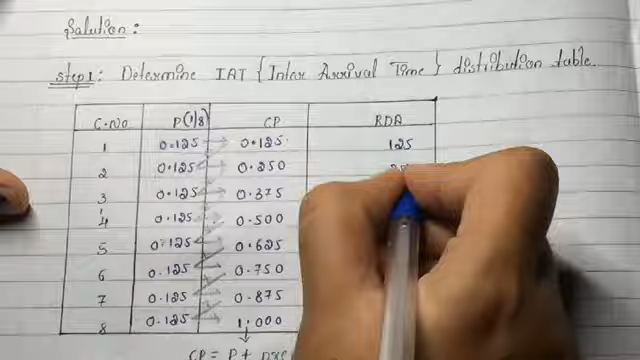 Solution:
Step1: Determine IAT {Inter Arrival Time} distribution table.
C.No P(1/8) CP RDA
1 0.125 0.125 125
2 0.125 0.250
3 0.125 0.375
4 0.125 0.500
5 0.125 0.625
6 0.125 0.750
7 0.125 0.875
8 0.125 1.000
CP = P +